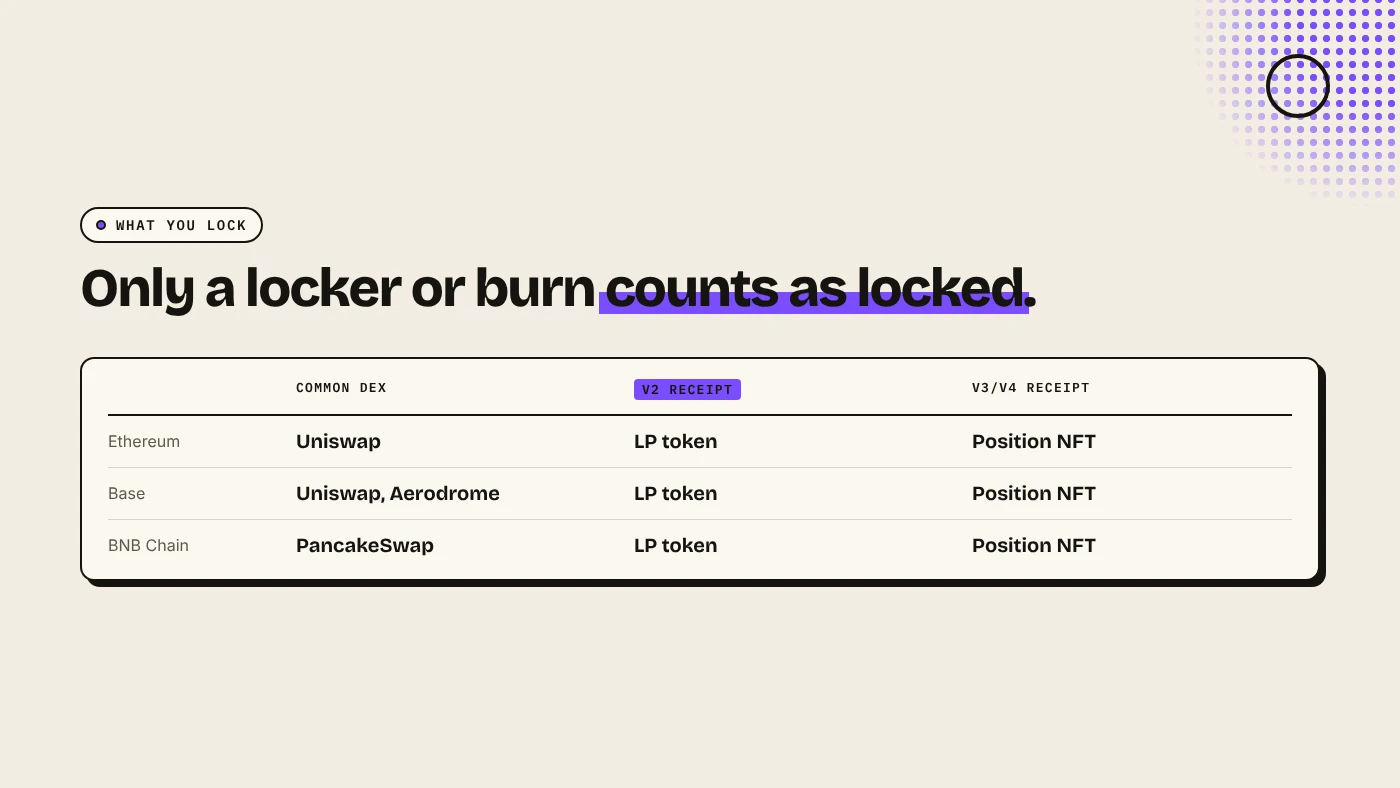 WHAT YOU LOCK
Only a locker or burn counts as locked.
COMMON DEX V2 RECEIPT V3/V4 RECEIPT
Ethereum Uniswap LP token Position NFT
Base Uniswap, Aerodrome LP token Position NFT
BNB Chain PancakeSwap LP token Position NFT